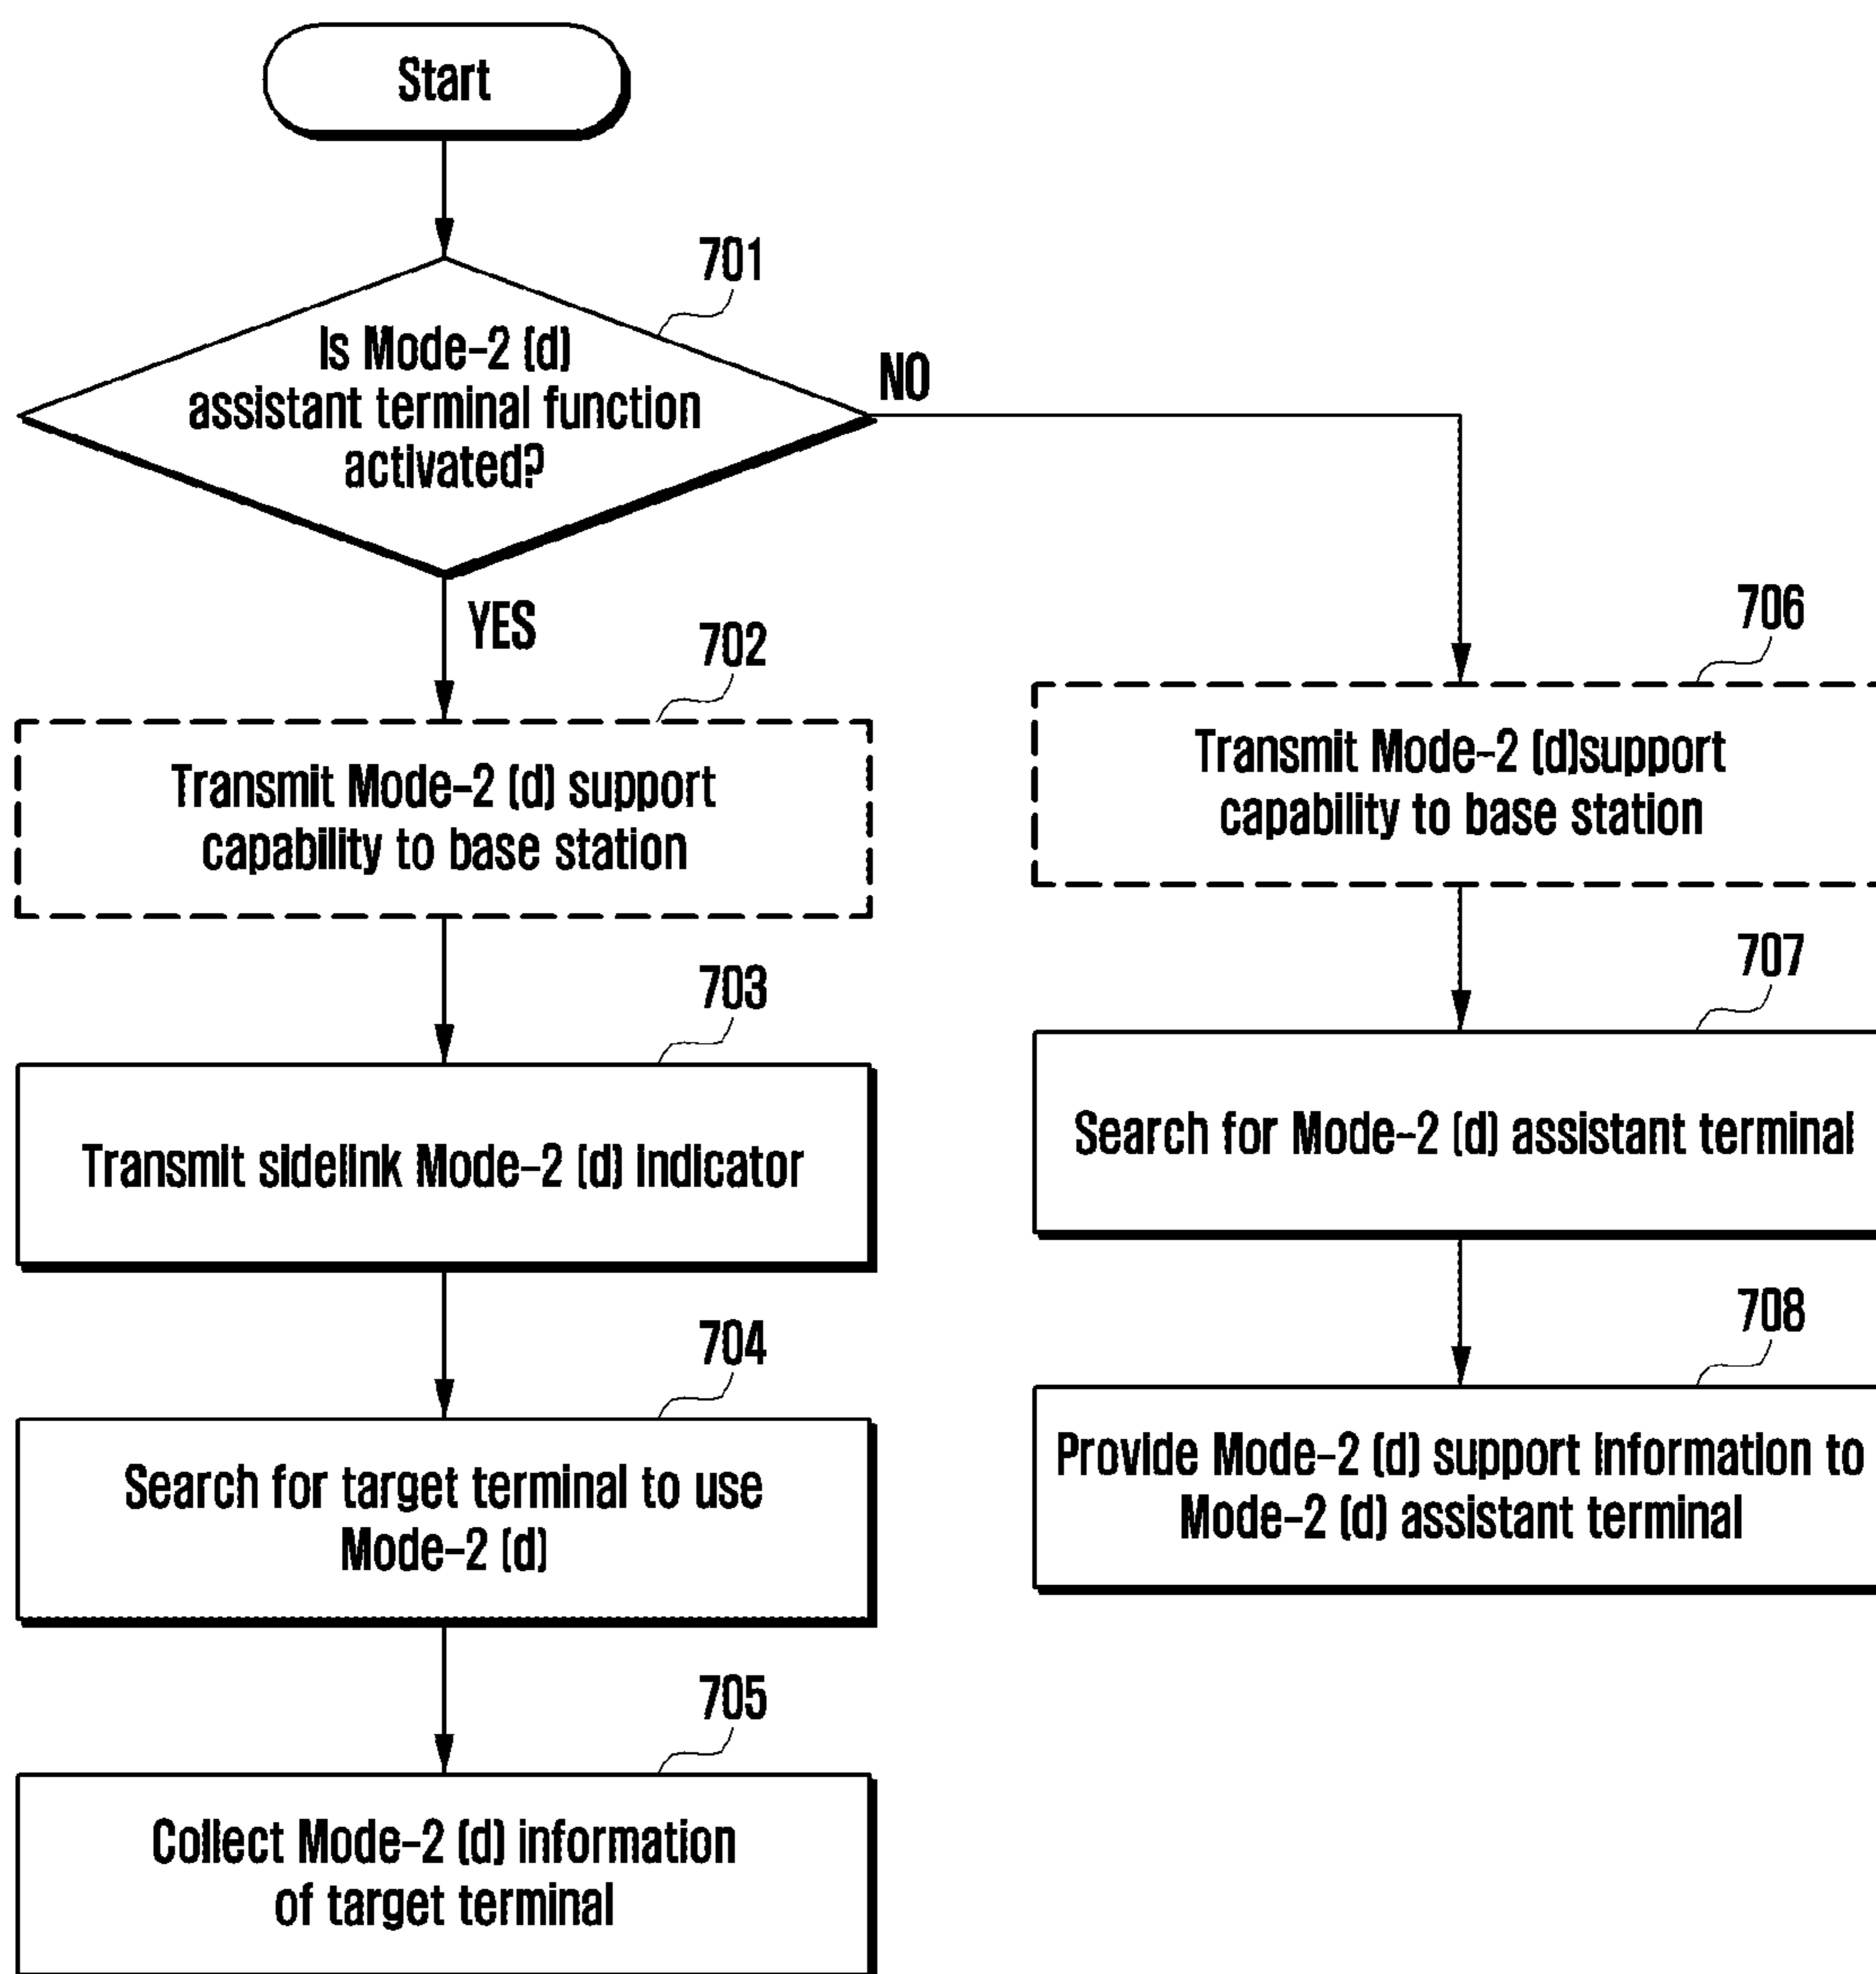 Start
701
Is Mode-2 (d)
assistant terminal function
activated?
NO
YES
702
Transmit Mode-2 (d) support
capability to base station
703
Transmit sidelink Mode-2 (d) indicator
704
Search for target terminal to use
Mode-2 (d)
705
Collect Mode-2 (d) information
of target terminal
706
Transmit Mode-2 (d)support
capability to base station
707
Search for Mode-2 (d) assistant terminal
708
Provide Mode-2 (d) support information to
Mode-2 (d) assistant terminal